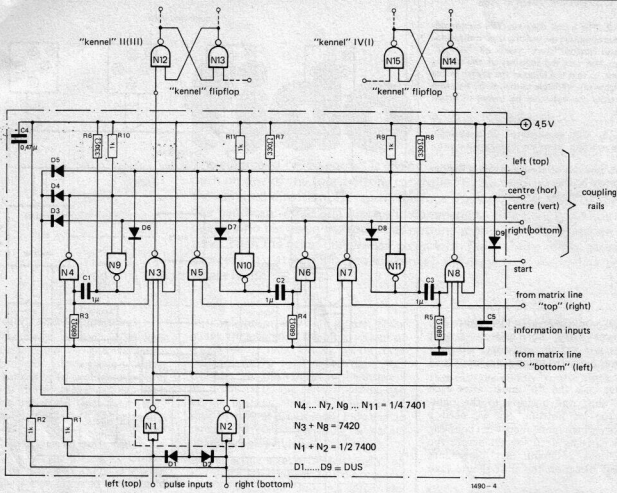 "kennel" II(III)
N12
N13
"kennel" flipflop
"kennel" IV(I)
N15
N14
"kennel" flipflop
4,5V
C4
0,47µ
R6
330Ω
R10
1k
R11
1k
R7
330Ω
R9
1k
R8
330Ω
D5
D4
D3
D6
D7
D8
D9
left (top)
centre (hor)
centre (vert)
right(bottom)
start
coupling
rails
N4
N9
N3
N5
N10
N6
N7
N11
N8
C1
1µ
C2
1µ
C3
1µ
C5
R3
680Ω
R4
680Ω
R5
680Ω
from matrix line
"top" (right)
information inputs
from matrix line
"bottom" (left)
R2
1k
R1
1k
N1
N2
D1
D2
N4 ... N7, N9 ... N11 = 1/4 7401
N3 + N8 = 7420
N1 + N2 = 1/2 7400
D1......D9 = DUS
left (top) pulse inputs right (bottom)
1490 - 4